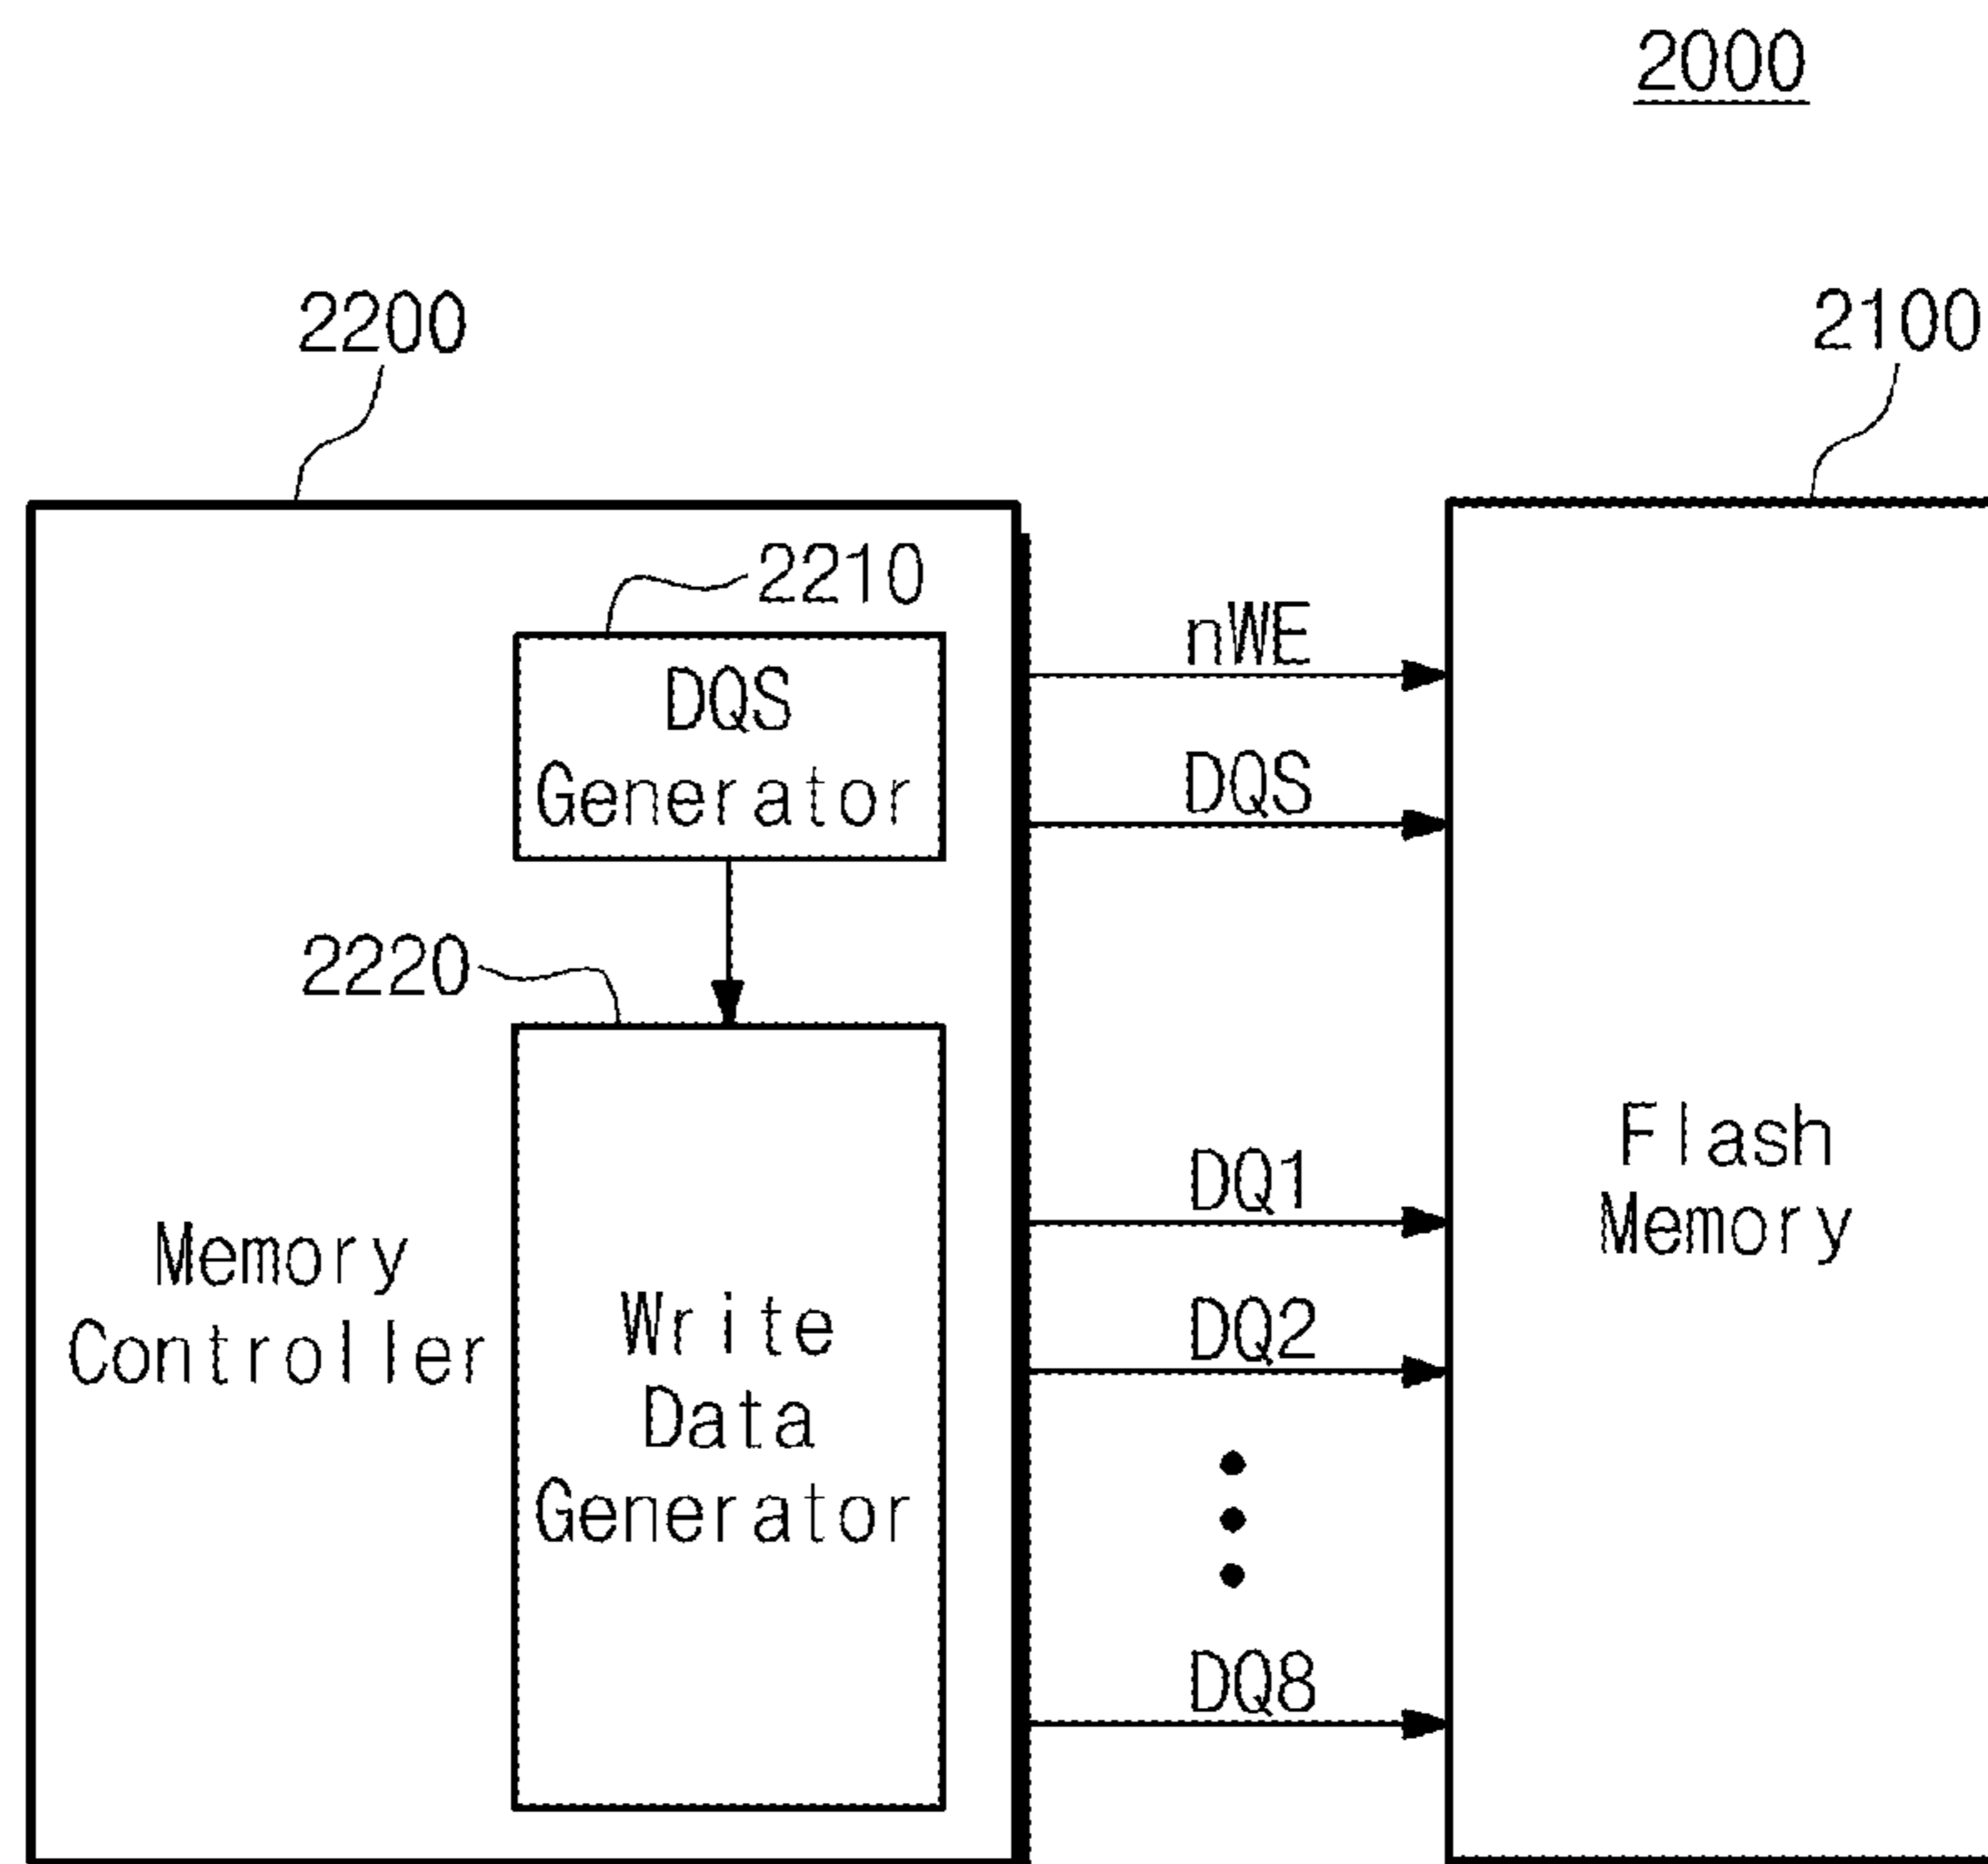 2000
2200
2100
2210
DQS
Generator
nWE
DQS
2220
Memory
Controller
Write
Data
Generator
DQ1
DQ2
DQ8
Flash
Memory